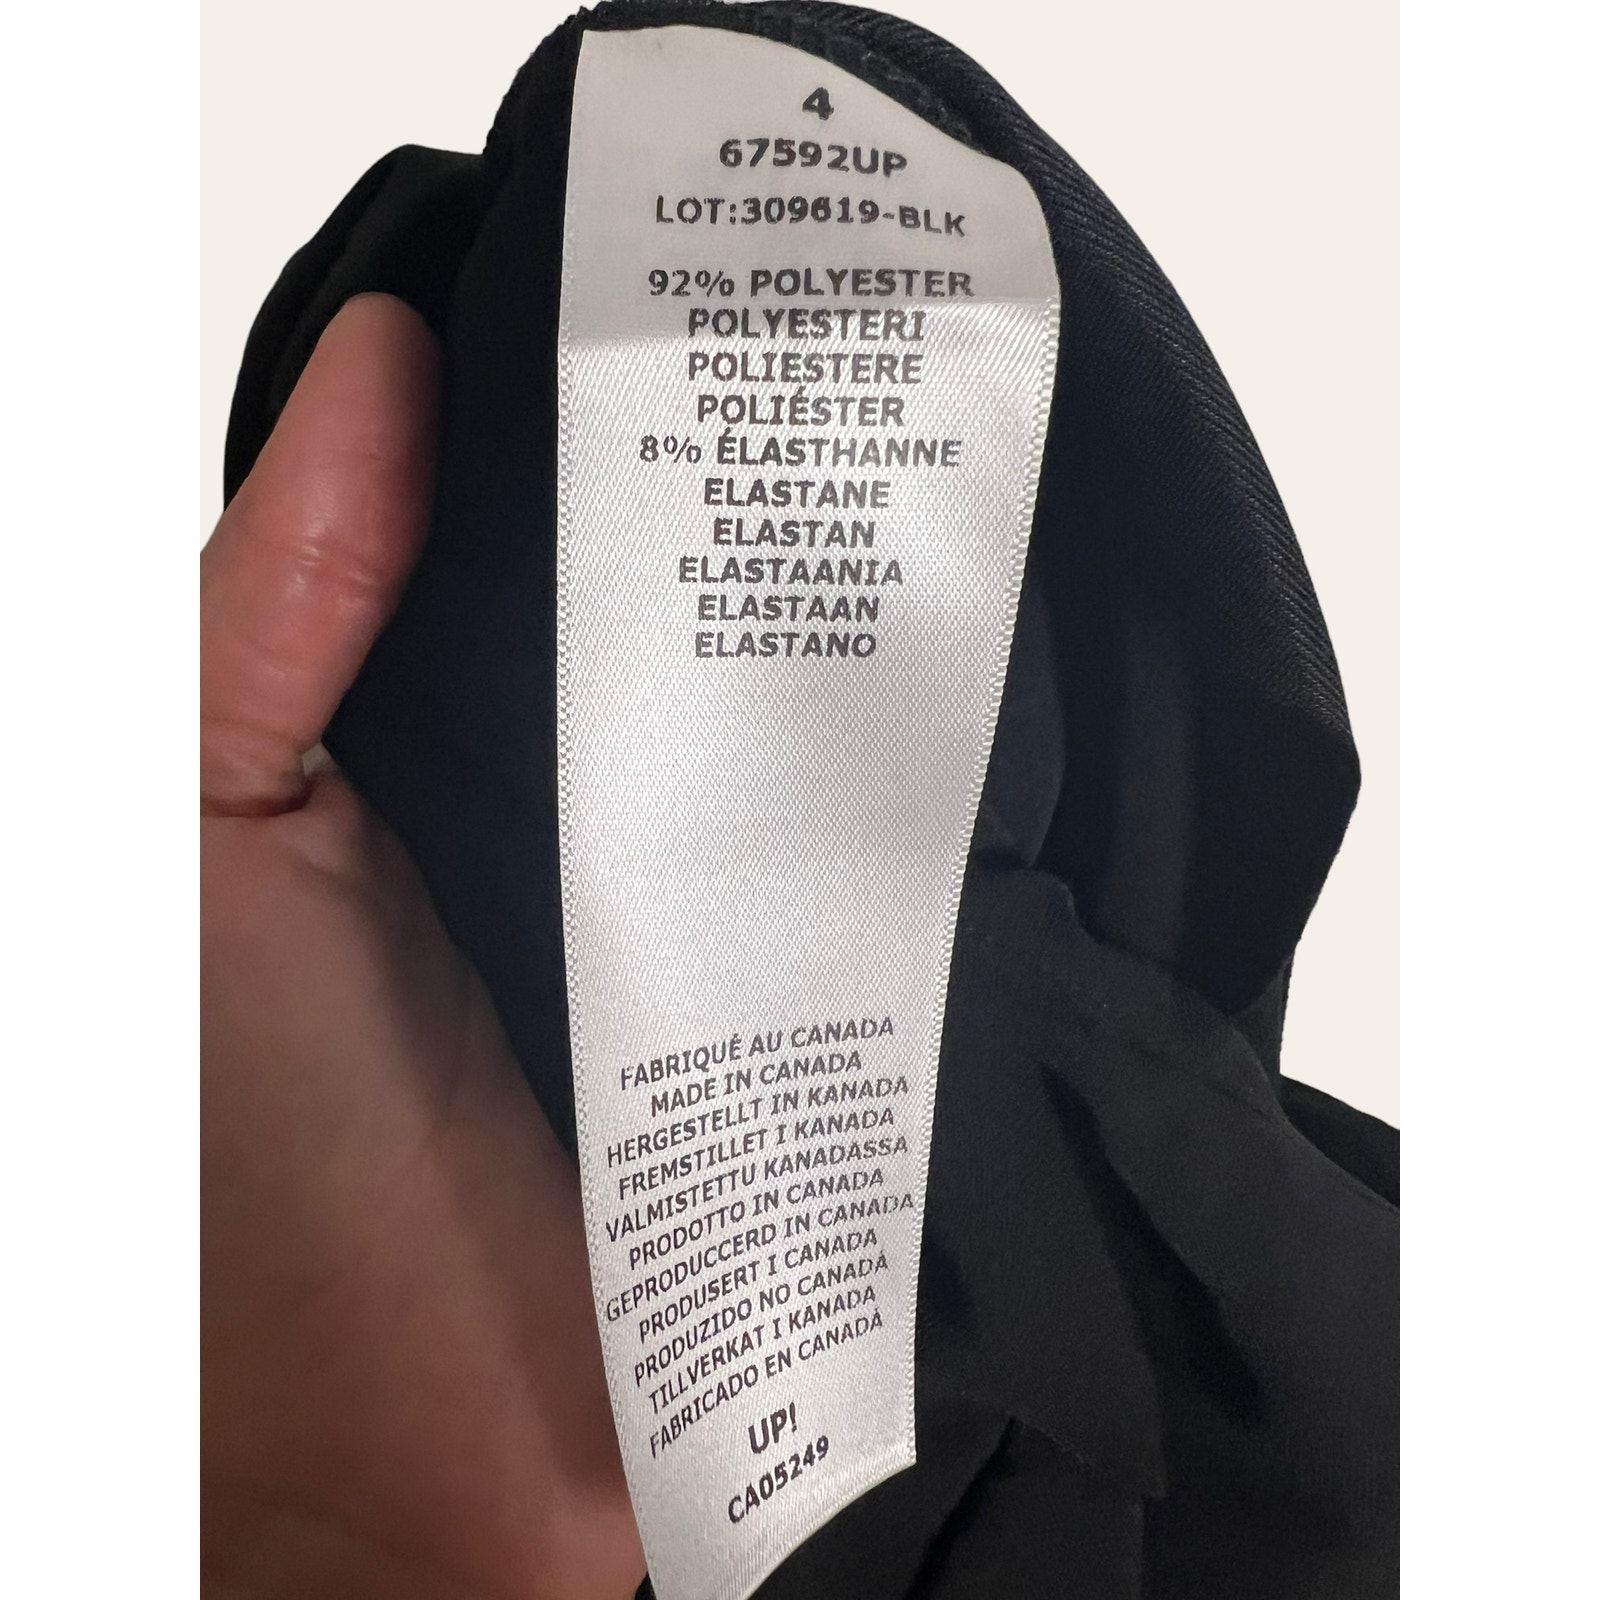 4
67592UP
LOT:309619-BLK
92% POLYESTER
POLYESTERI
POLIESTERE
POLIÉSTER
8% ÉLASTHANNE
ELASTANE
ELASTAN
ELASTAANIA
ELASTAAN
ELASTANO
FABRIQUÉ AU CANADA
MADE IN CANADA
HERGESTELLT IN KANADA
FREMSTILLET I KANADA
VALMISTETTU KANADASSA
PRODOTTO IN CANADA
GEPRODUCCERD IN CANADA
PRODUSERT I CANADA
PRODUZIDO NO CANADÁ
TILLVERKAT I KANADA
FABRICADO EN CANADÁ
UP!
CA05249